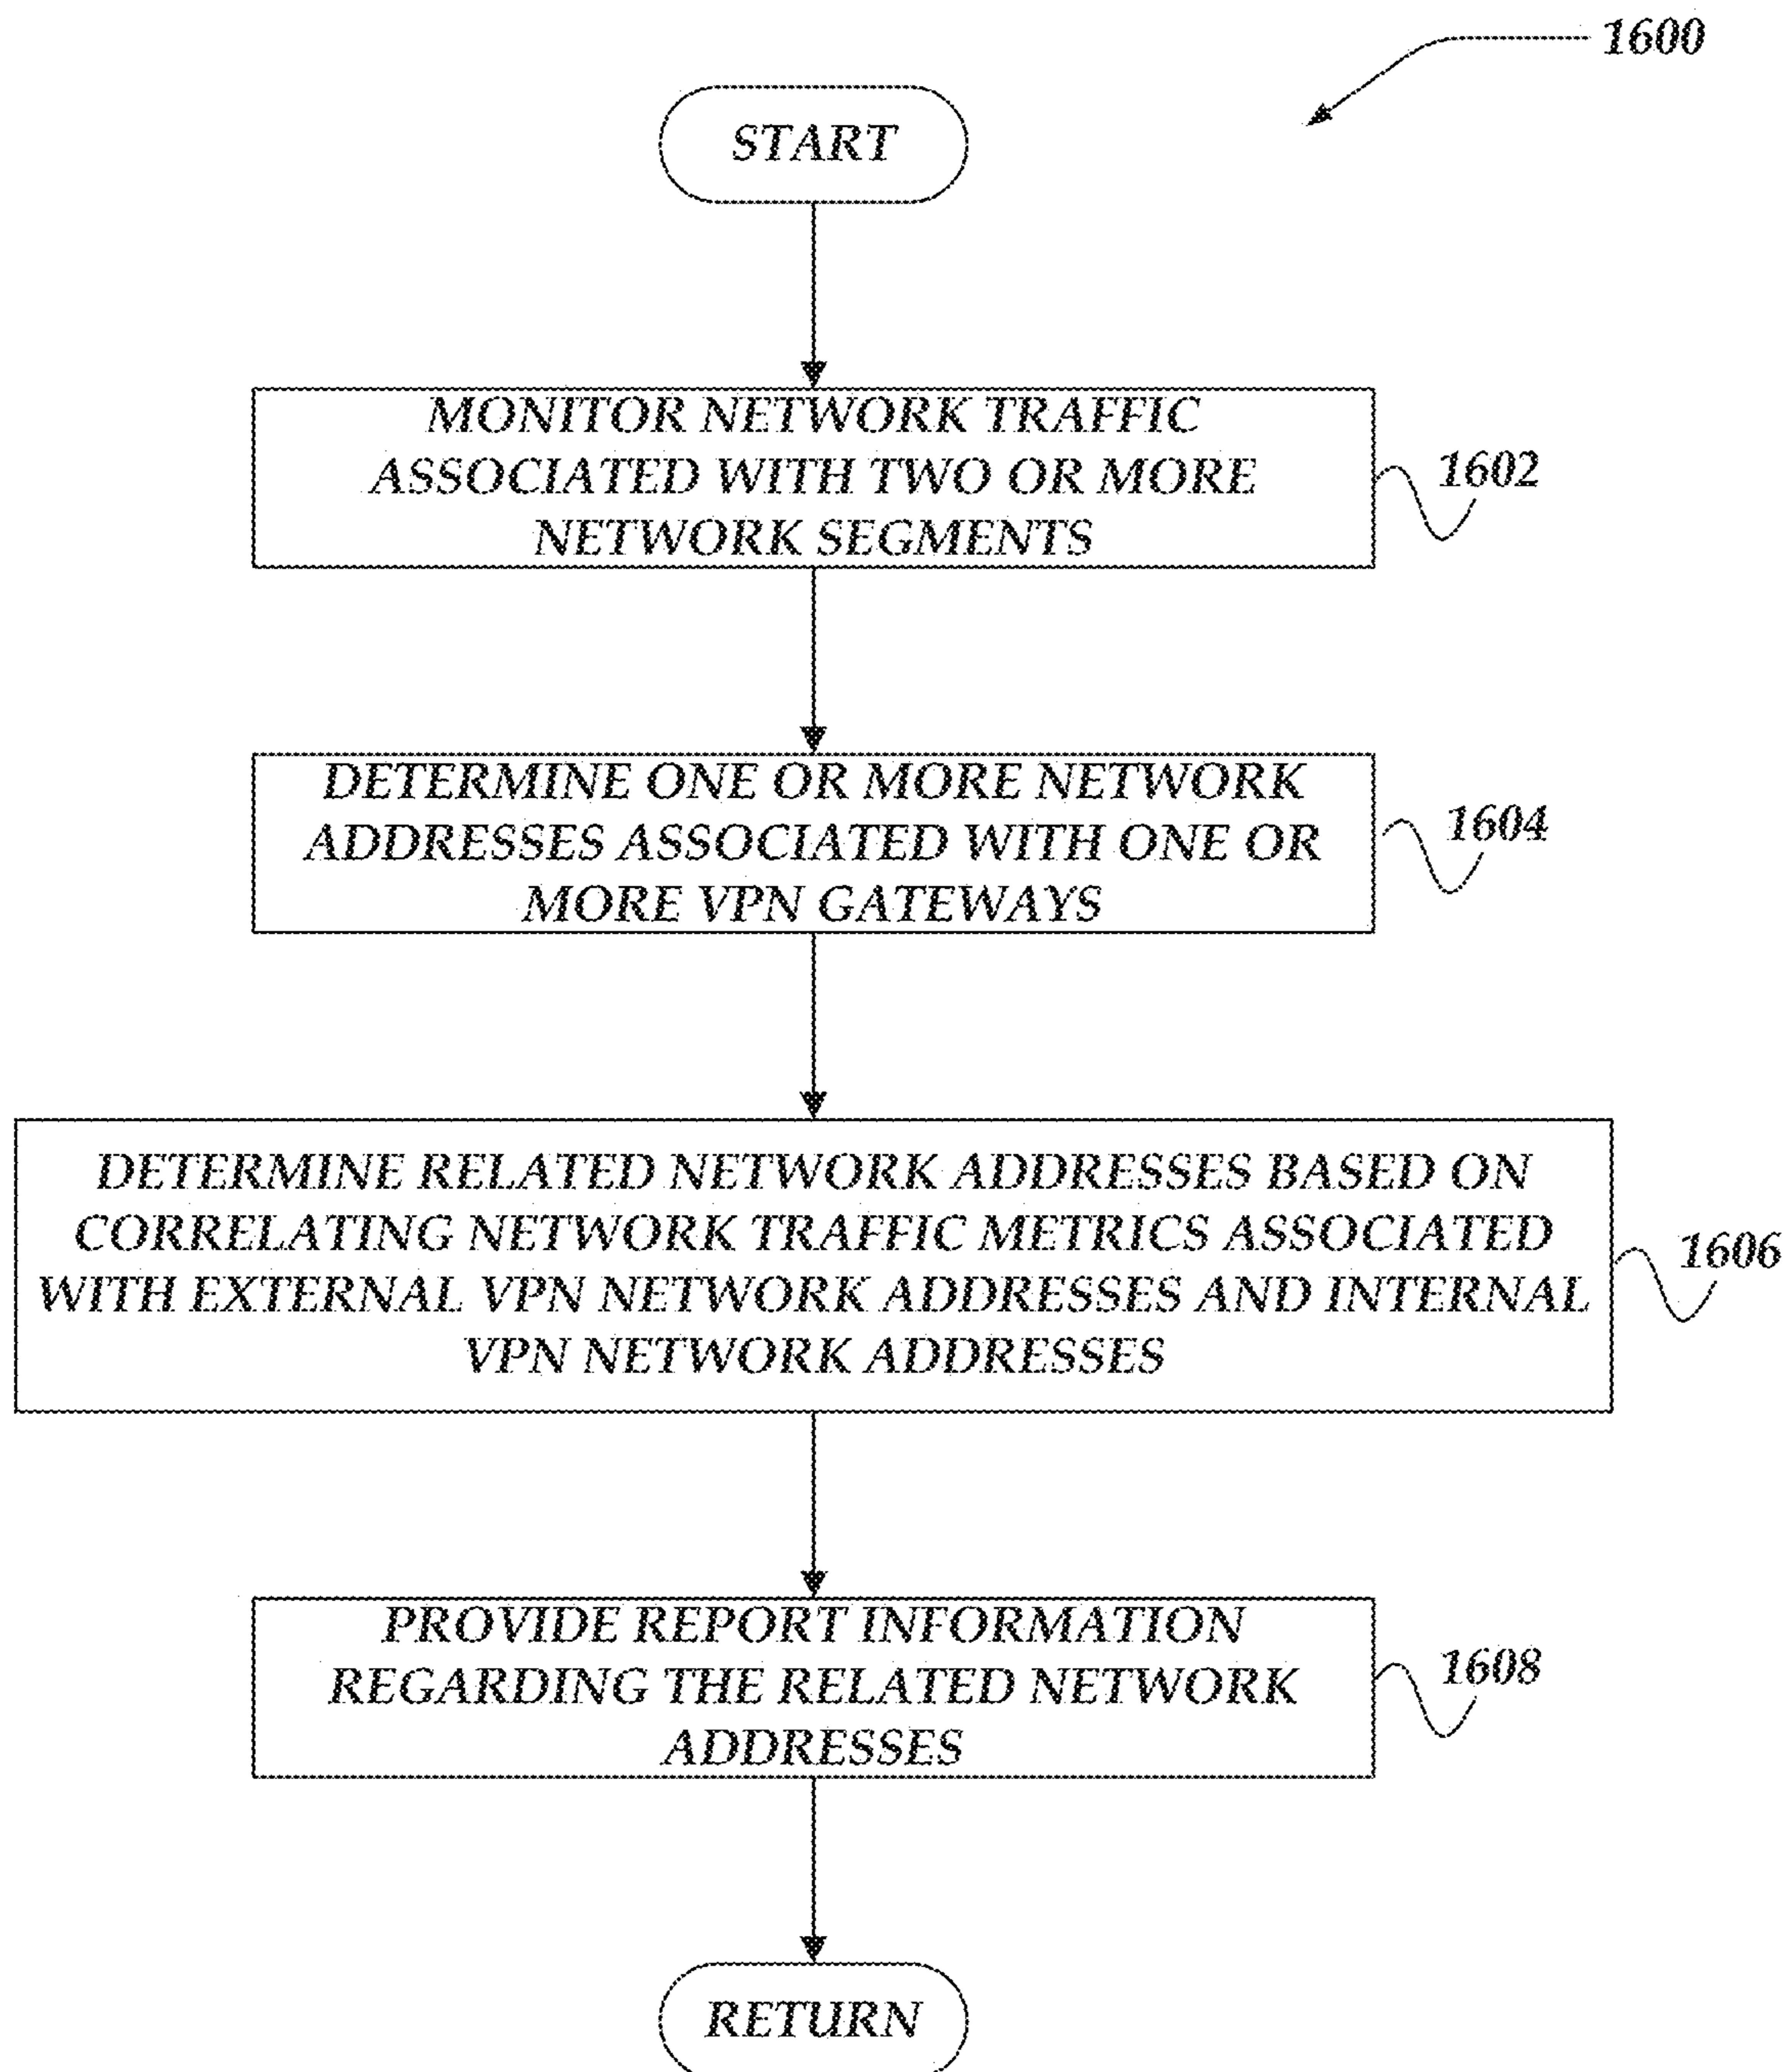 1600
START
MONITOR NETWORK TRAFFIC
ASSOCIATED WITH TWO OR MORE
NETWORK SEGMENTS
1602
DETERMINE ONE OR MORE NETWORK
ADDRESSES ASSOCIATED WITH ONE OR
MORE VPN GATEWAYS
1604
DETERMINE RELATED NETWORK ADDRESSES BASED ON
CORRELATING NETWORK TRAFFIC METRICS ASSOCIATED
WITH EXTERNAL VPN NETWORK ADDRESSES AND INTERNAL
VPN NETWORK ADDRESSES
1606
PROVIDE REPORT INFORMATION
REGARDING THE RELATED NETWORK
ADDRESSES
1608
RETURN